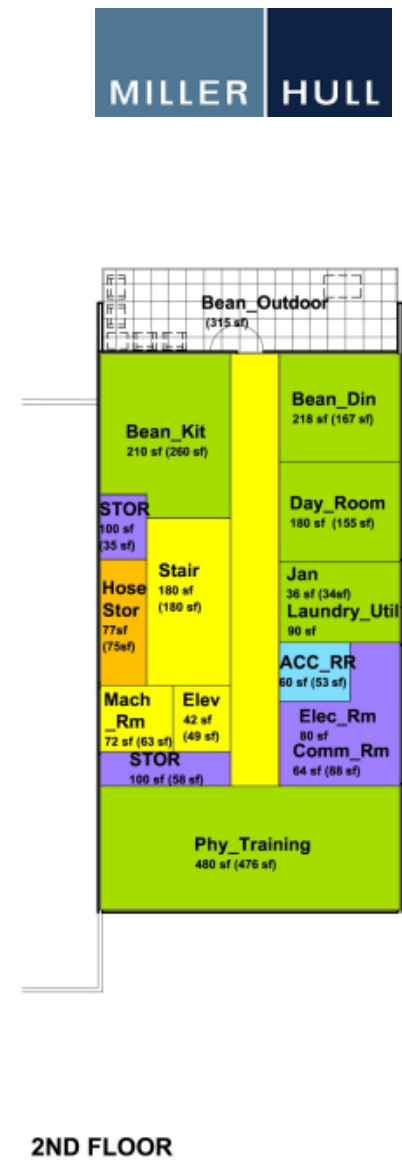 MILLER HULL
Bean_Outdoor
(315 sf)
Bean_Din
218 sf (167 sf)
Bean_Kit
210 sf (260 sf)
Day_Room
180 sf (155 sf)
STOR
100 sf
(35 sf)
Stair
180 sf
(180 sf)
Hose
Stor
77sf
(75sf)
Jan
36 sf (34sf)
Laundry_Util
90 sf
ACC_RR
60 sf (53 sf)
Mach
_Rm
72 sf (63 sf)
Elev
42 sf
(49 sf)
Elec_Rm
80 sf
Comm_Rm
64 sf (88 sf)
STOR
100 sf (58 sf)
Phy_Training
480 sf (476 sf)
2ND FLOOR